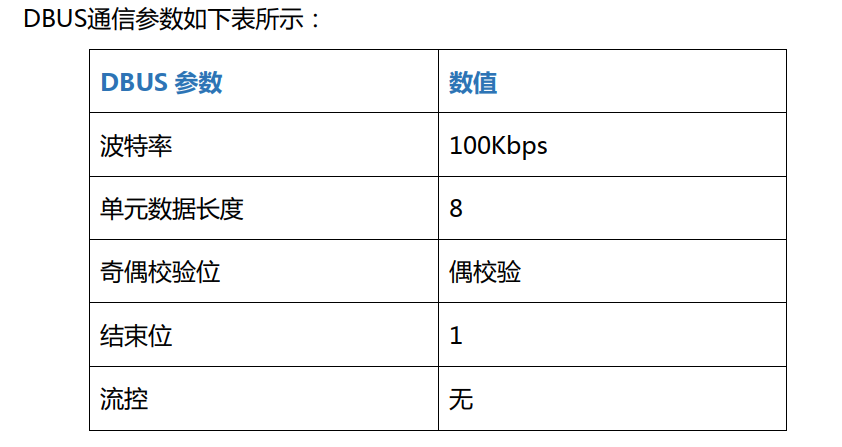 DBUS通信参数如下表所示：
DBUS 参数 数值
波特率 100Kbps
单元数据长度 8
奇偶校验位 偶校验
结束位 1
流控 无